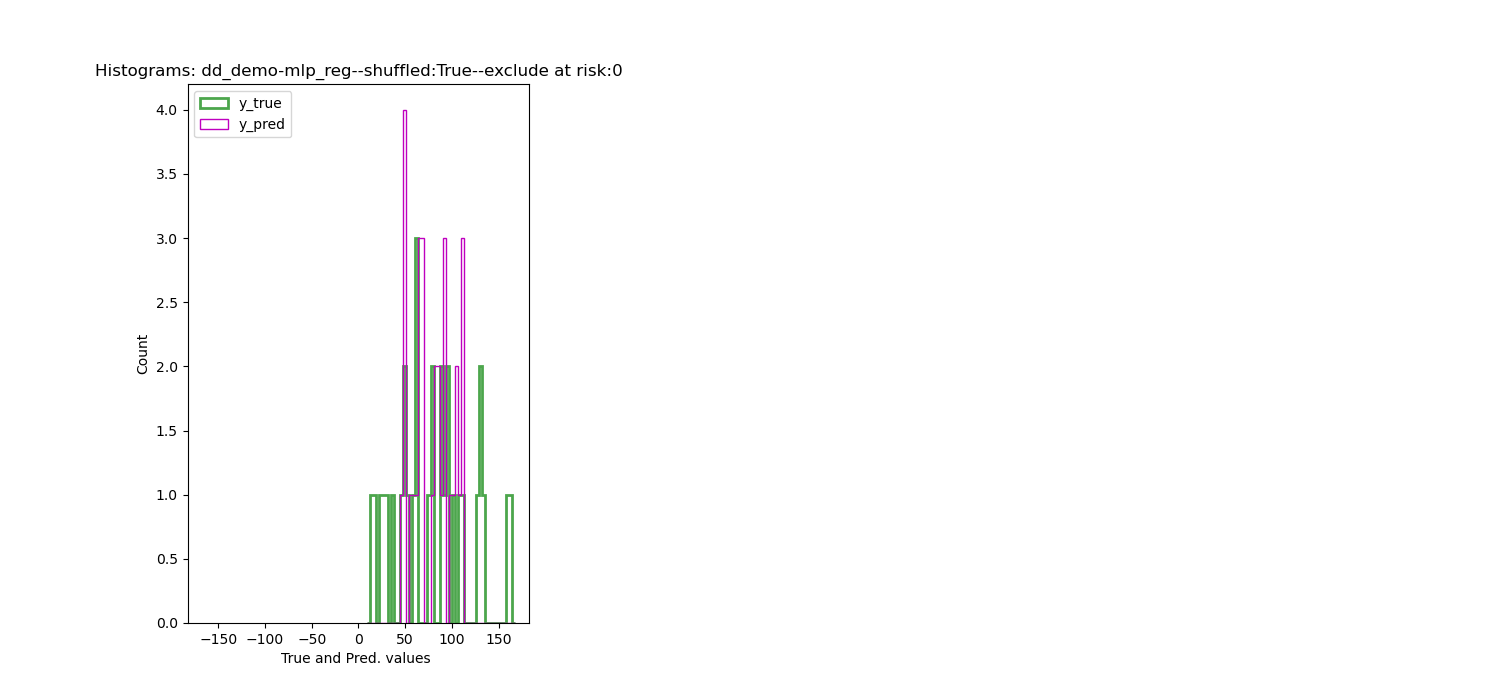 Histograms: dd_demo-mlp_reg--shuffled:True--exclude at risk:0
y_true
y_pred
4.0
3.5
3.0
2.5
2.0
1.5
1.0
0.5
0.0
Count
−150 −100 −50 0 50 100 150
True and Pred. values